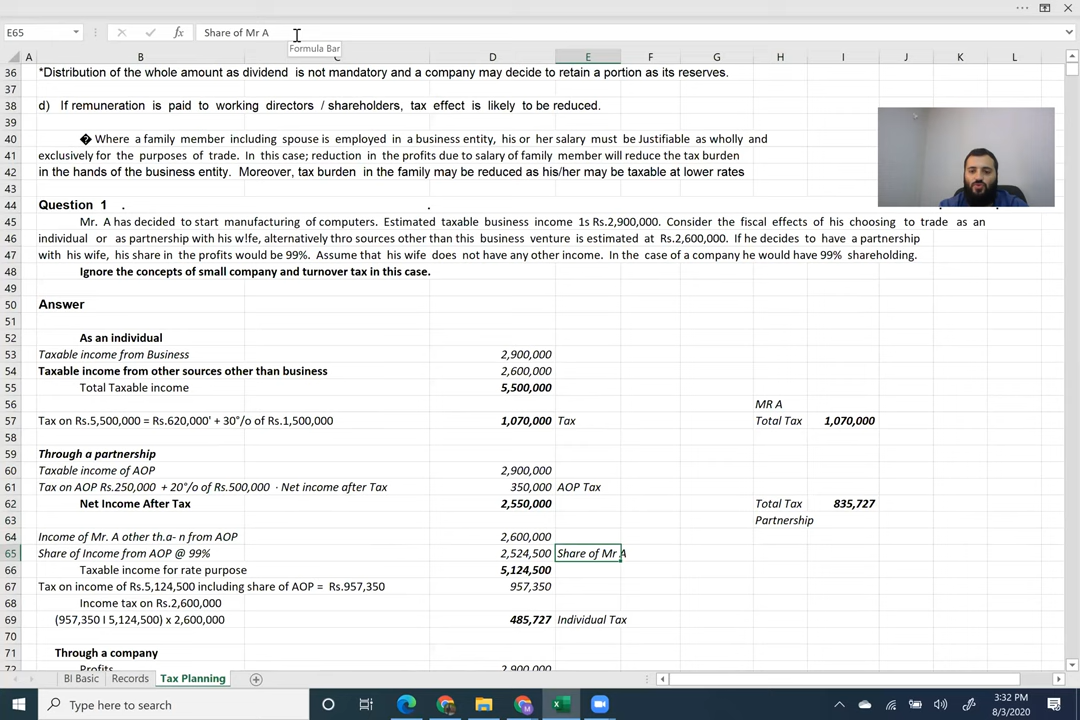 E65 fx Share of Mr A
Formula Bar
A B C D E F G H I J K L
36 *Distribution of the whole amount as dividend is not mandatory and a company may decide to retain a portion as its reserves.
37
38 d) If remuneration is paid to working directors / shareholders, tax effect is likely to be reduced.
39
40 � Where a family member including spouse is employed in a business entity, his or her salary must be Justifiable as wholly and
41 exclusively for the purposes of trade. In this case; reduction in the profits due to salary of family member will reduce the tax burden
42 in the hands of the business entity. Moreover, tax burden in the family may be reduced as his/her may be taxable at lower rates
43
44 Question 1 . . . .
45 Mr. A has decided to start manufacturing of computers. Estimated taxable business income 1s Rs.2,900,000. Consider the fiscal effects of his choosing to trade as an
46 individual or as partnership with his w!fe, alternatively thro sources other than this business venture is estimated at Rs.2,600,000. If he decides to have a partnership
47 with his wife, his share in the profits would be 99%. Assume that his wife does not have any other income. In the case of a company he would have 99% shareholding.
48 Ignore the concepts of small company and turnover tax in this case.
49
50 Answer
51
52 As an individual
53 Taxable income from Business 2,900,000
54 Taxable income from other sources other than business 2,600,000
55 Total Taxable income 5,500,000
56 MR A
57 Tax on Rs.5,500,000 = Rs.620,000' + 30°/o of Rs.1,500,000 1,070,000 Tax Total Tax 1,070,000
58
59 Through a partnership
60 Taxable income of AOP 2,900,000
61 Tax on AOP Rs.250,000 + 20°/o of Rs.500,000 · Net income after Tax 350,000 AOP Tax
62 Net Income After Tax 2,550,000 Total Tax 835,727
63 Partnership
64 Income of Mr. A other th.a- n from AOP 2,600,000
65 Share of Income from AOP @ 99% 2,524,500 Share of Mr A
66 Taxable income for rate purpose 5,124,500
67 Tax on income of Rs.5,124,500 including share of AOP = Rs.957,350 957,350
68 Income tax on Rs.2,600,000
69 (957,350 I 5,124,500) x 2,600,000 485,727 Individual Tax
70
71 Through a company
72 Profits 2,900,000
BI Basic Records Tax Planning
Type here to search
3:32 PM
8/3/2020